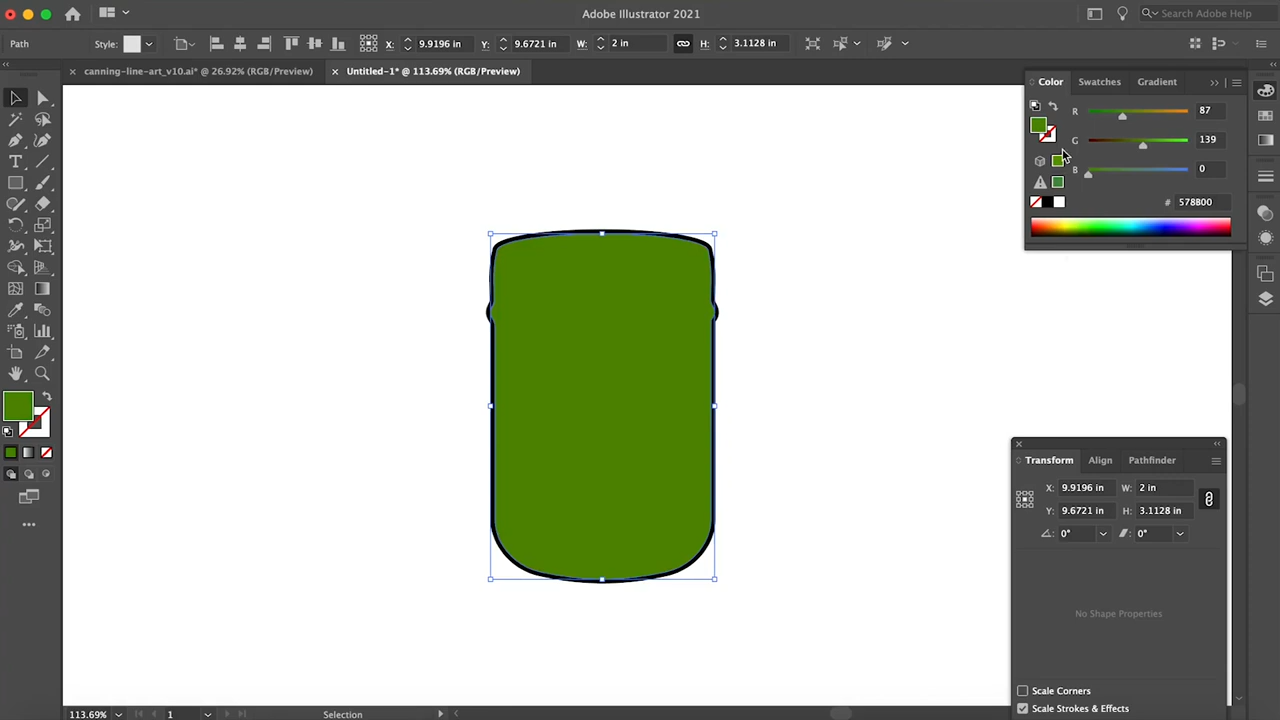 Adobe Illustrator 2021
Search Adobe Help
Path
Style:
X: 9.9196 in
Y: 9.6721 in
W: 2 in
H: 3.1128 in
× canning-line-art_v10.ai* @ 26.92% (RGB/Preview)
× Untitled-1* @ 113.69% (RGB/Preview)
Color
Swatches
Gradient
R
87
G
139
B
0
# 578B00
Transform
Align
Pathfinder
X: 9.9196 in
W: 2 in
Y: 9.6721 in
H: 3.1128 in
0°
0°
No Shape Properties
Scale Corners
Scale Strokes & Effects
113.69%
1
Selection